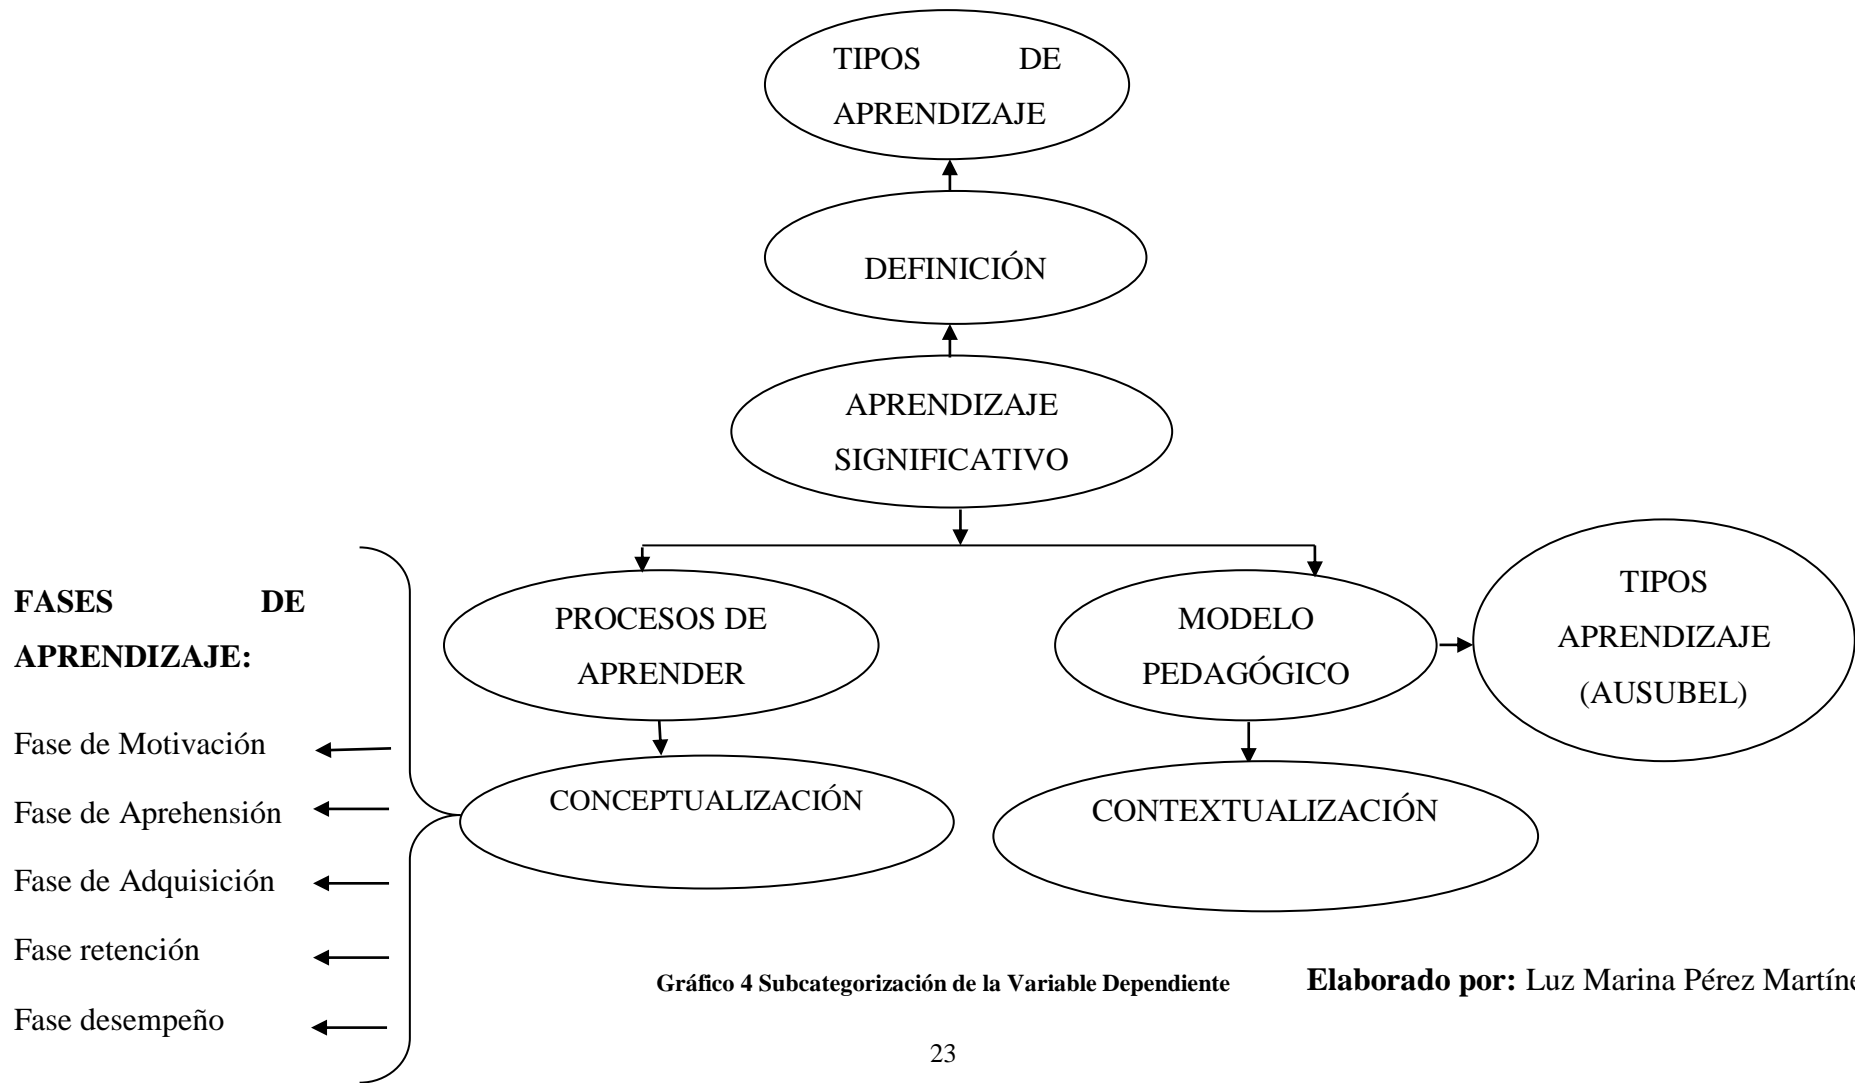 TIPOS DE
APRENDIZAJE
DEFINICIÓN
APRENDIZAJE
SIGNIFICATIVO
PROCESOS DE
APRENDER
MODELO
PEDAGÓGICO
TIPOS
APRENDIZAJE
(AUSUBEL)
CONCEPTUALIZACIÓN
CONTEXTUALIZACIÓN
FASES DE
APRENDIZAJE:
Fase de Motivación
Fase de Aprehensión
Fase de Adquisición
Fase retención
Fase desempeño
Gráfico 4 Subcategorización de la Variable Dependiente
Elaborado por: Luz Marina Pérez
23